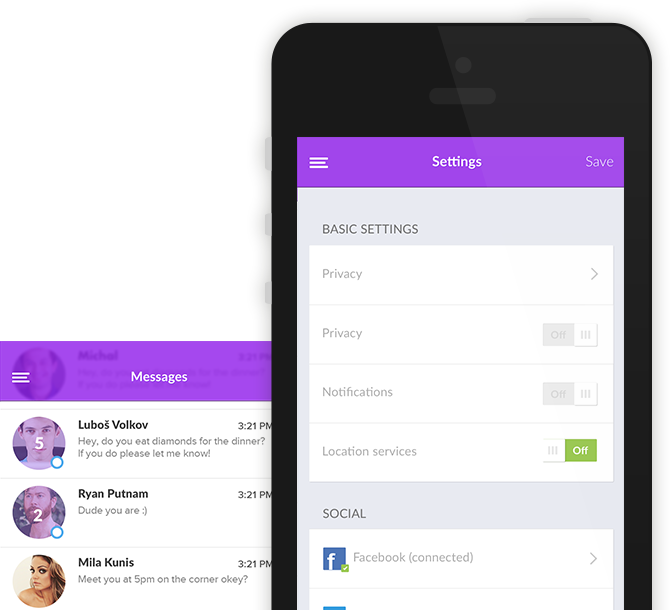 Settings
Save
BASIC SETTINGS
Privacy
Privacy
Off
Notifications
Off
Location services
Off
SOCIAL
Facebook (connected)
Michal
3:21 PM
Messages
Luboš Volkov
3:21 PM
Hey, do you eat diamonds for the dinner?
If you do please let me know!
5
Ryan Putnam
3:21 PM
Dude you are :)
2
Mila Kunis
3:21 PM
Meet you at 5pm on the corner okey?